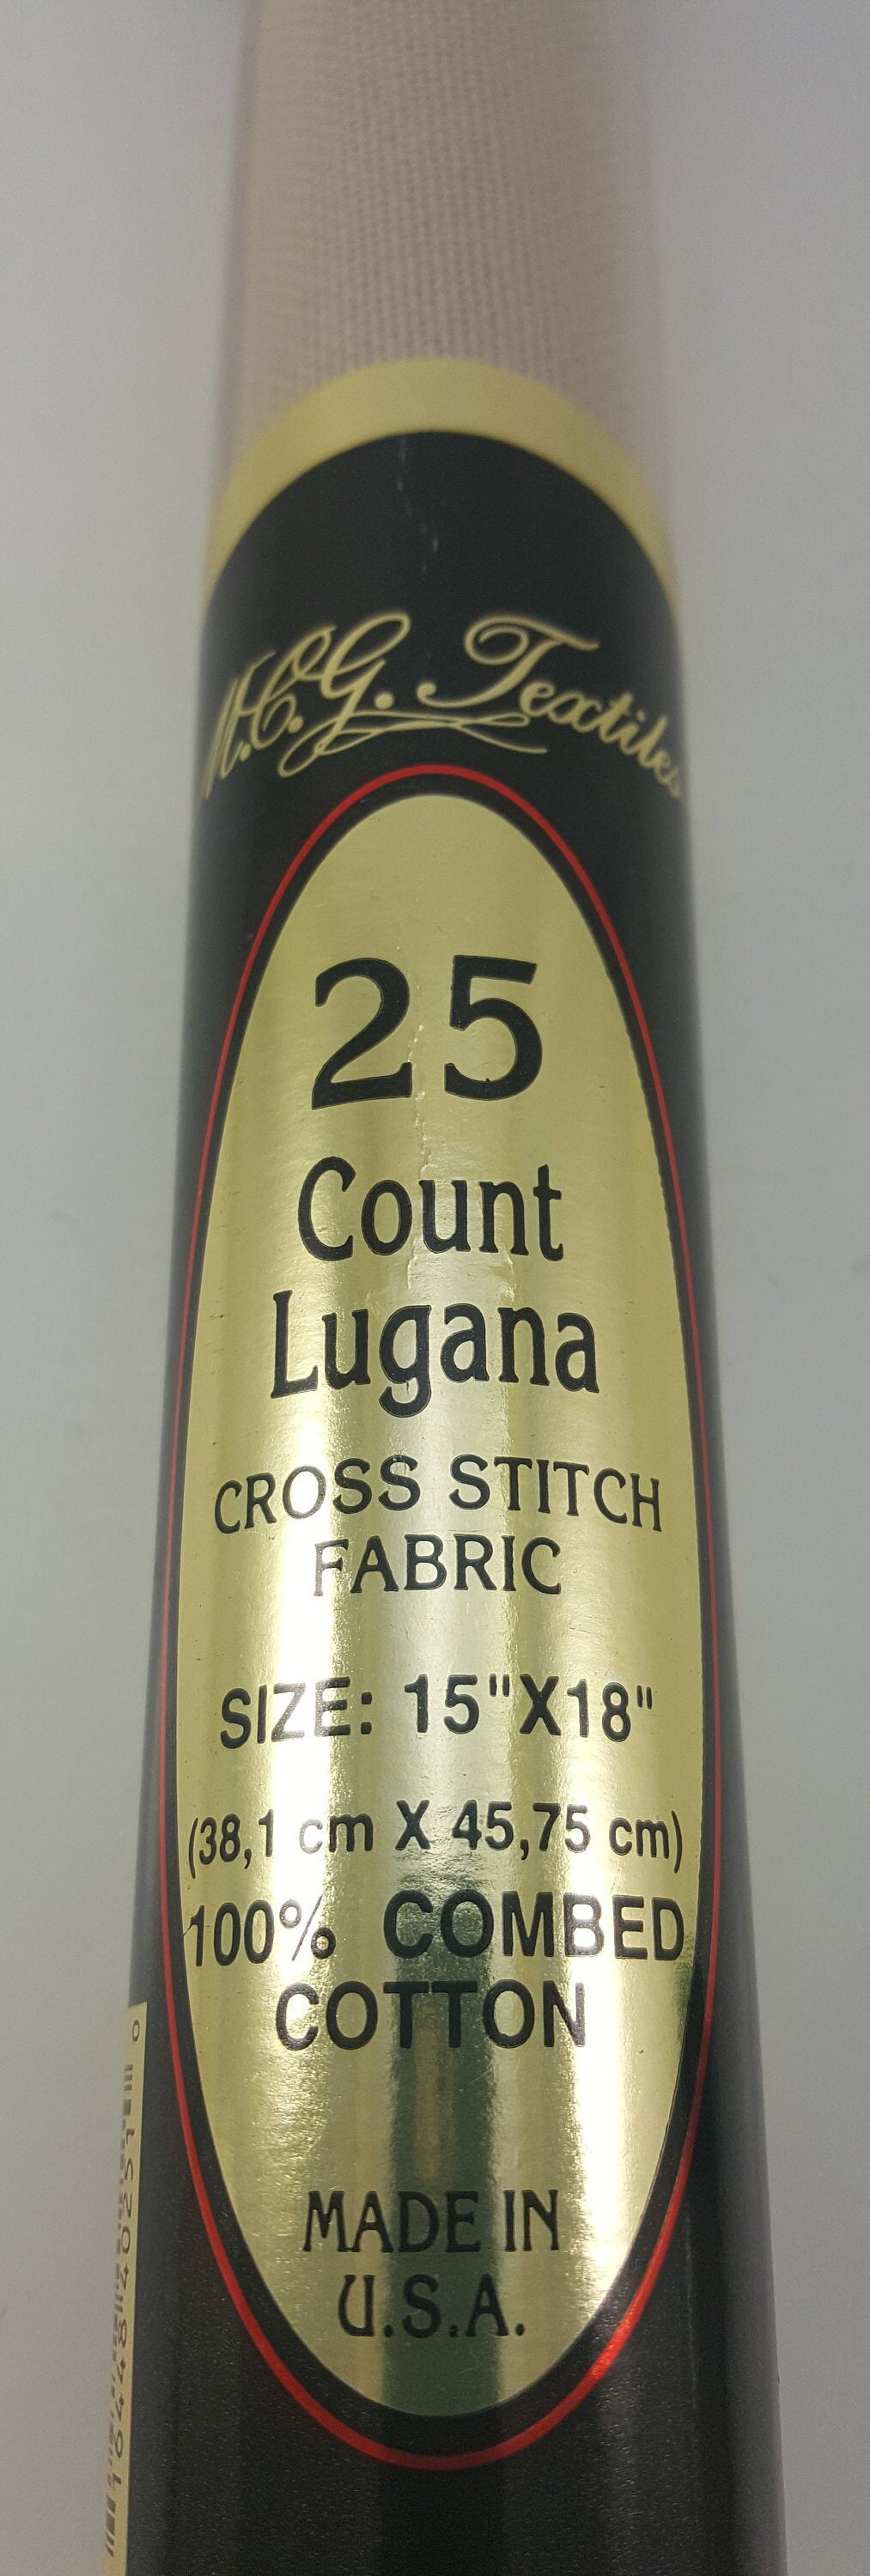 M.C.G. Textiles
25
Count
Lugana
CROSS STITCH
FABRIC
SIZE: 15"X18"
(38,1 cm X 45,75 cm)
100% COMBED
COTTON
MADE IN
U.S.A.